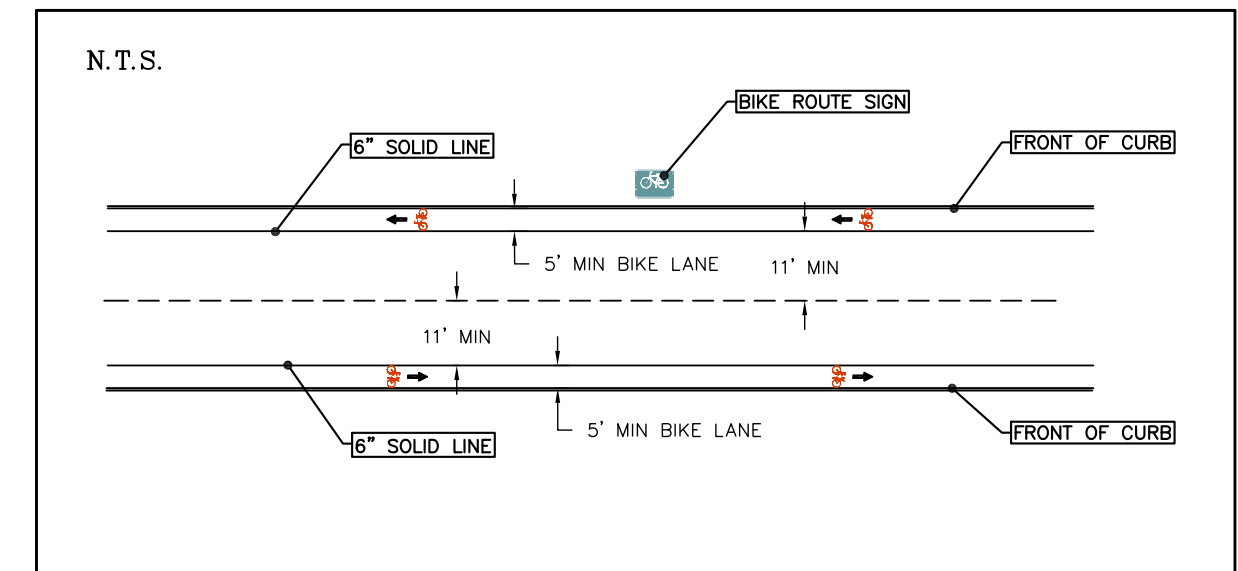 N.T.S.
BIKE ROUTE SIGN
6" SOLID LINE
FRONT OF CURB
5' MIN BIKE LANE
11' MIN
11' MIN
5' MIN BIKE LANE
6" SOLID LINE
FRONT OF CURB